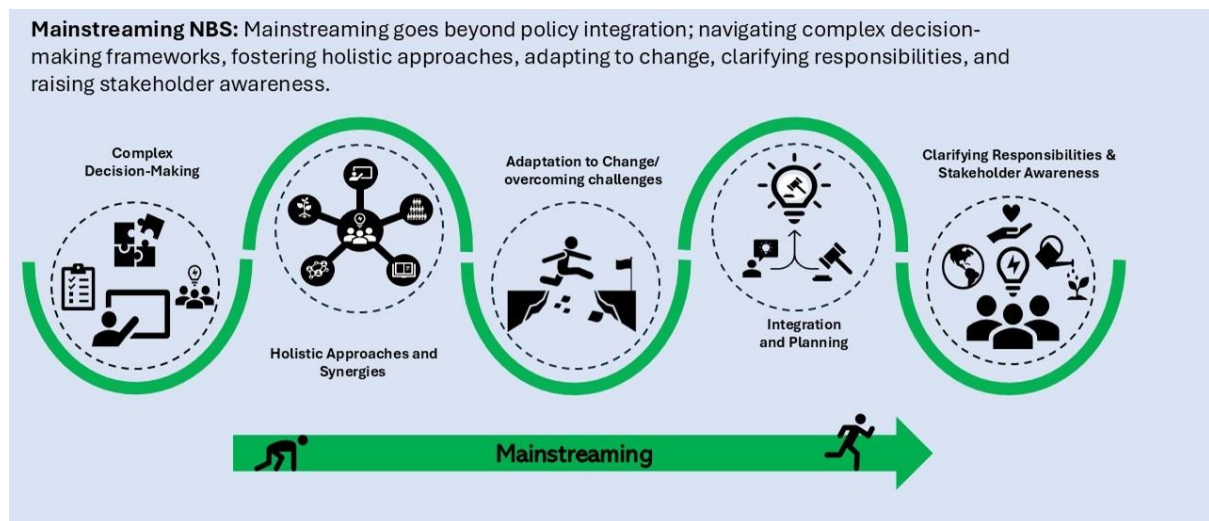 Mainstreaming NBS: Mainstreaming goes beyond policy integration; navigating complex decision-
making frameworks, fostering holistic approaches, adapting to change, clarifying responsibilities, and
raising stakeholder awareness.
Complex
Decision-Making
Holistic Approaches and
Synergies
Adaptation to Change/
overcoming challenges
Integration
and Planning
Clarifying Responsibilities &
Stakeholder Awareness
Mainstreaming